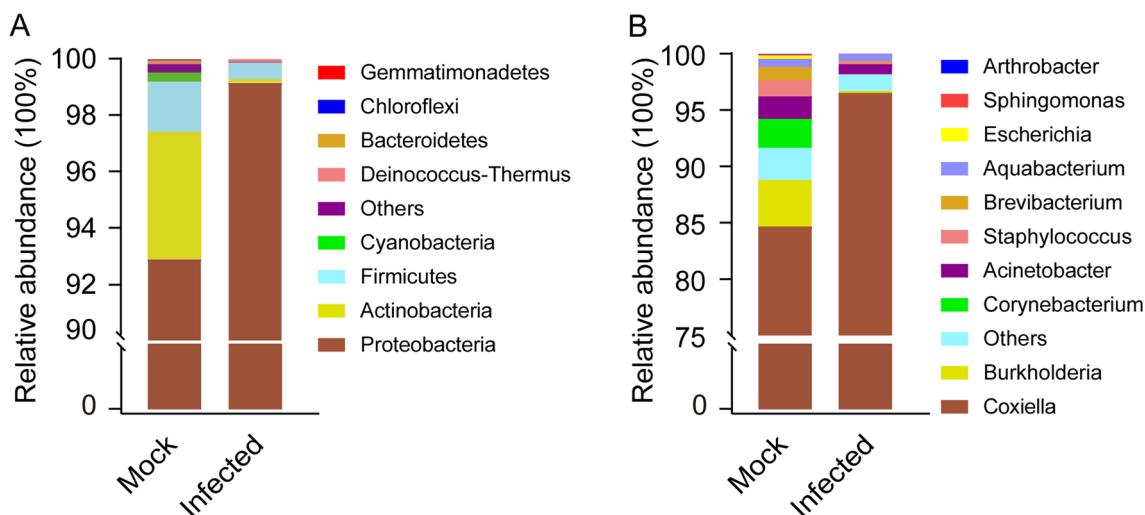 A
Relative abundance (100%)
100
98
96
94
92
90
0
Mock
Infected
Gemmatimonadetes
Chloroflexi
Bacteroidetes
Deinococcus-Thermus
Others
Cyanobacteria
Firmicutes
Actinobacteria
Proteobacteria
B
Relative abundance (100%)
100
95
90
85
80
75
0
Mock
Infected
Arthrobacter
Sphingomonas
Escherichia
Aquabacterium
Brevibacterium
Staphylococcus
Acinetobacter
Corynebacterium
Others
Burkholderia
Coxiella